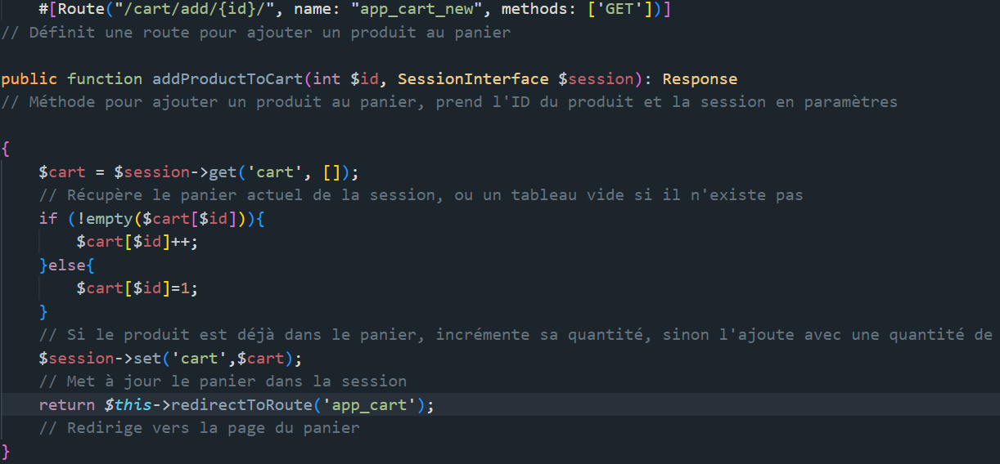 #[Route("/cart/add/{id}/", name: "app_cart_new", methods: ['GET'])]
// Définit une route pour ajouter un produit au panier
public function addProductToCart(int $id, SessionInterface $session): Response
// Méthode pour ajouter un produit au panier, prend l'ID du produit et la session en paramètres
{
$cart = $session->get('cart', []);
// Récupère le panier actuel de la session, ou un tableau vide si il n'existe pas
if (!empty($cart[$id])){
$cart[$id]++;
}else{
$cart[$id]=1;
}
// Si le produit est déjà dans le panier, incrémente sa quantité, sinon l'ajoute avec une quantité de
$session->set('cart',$cart);
// Met à jour le panier dans la session
return $this->redirectToRoute('app_cart');
// Redirige vers la page du panier
}